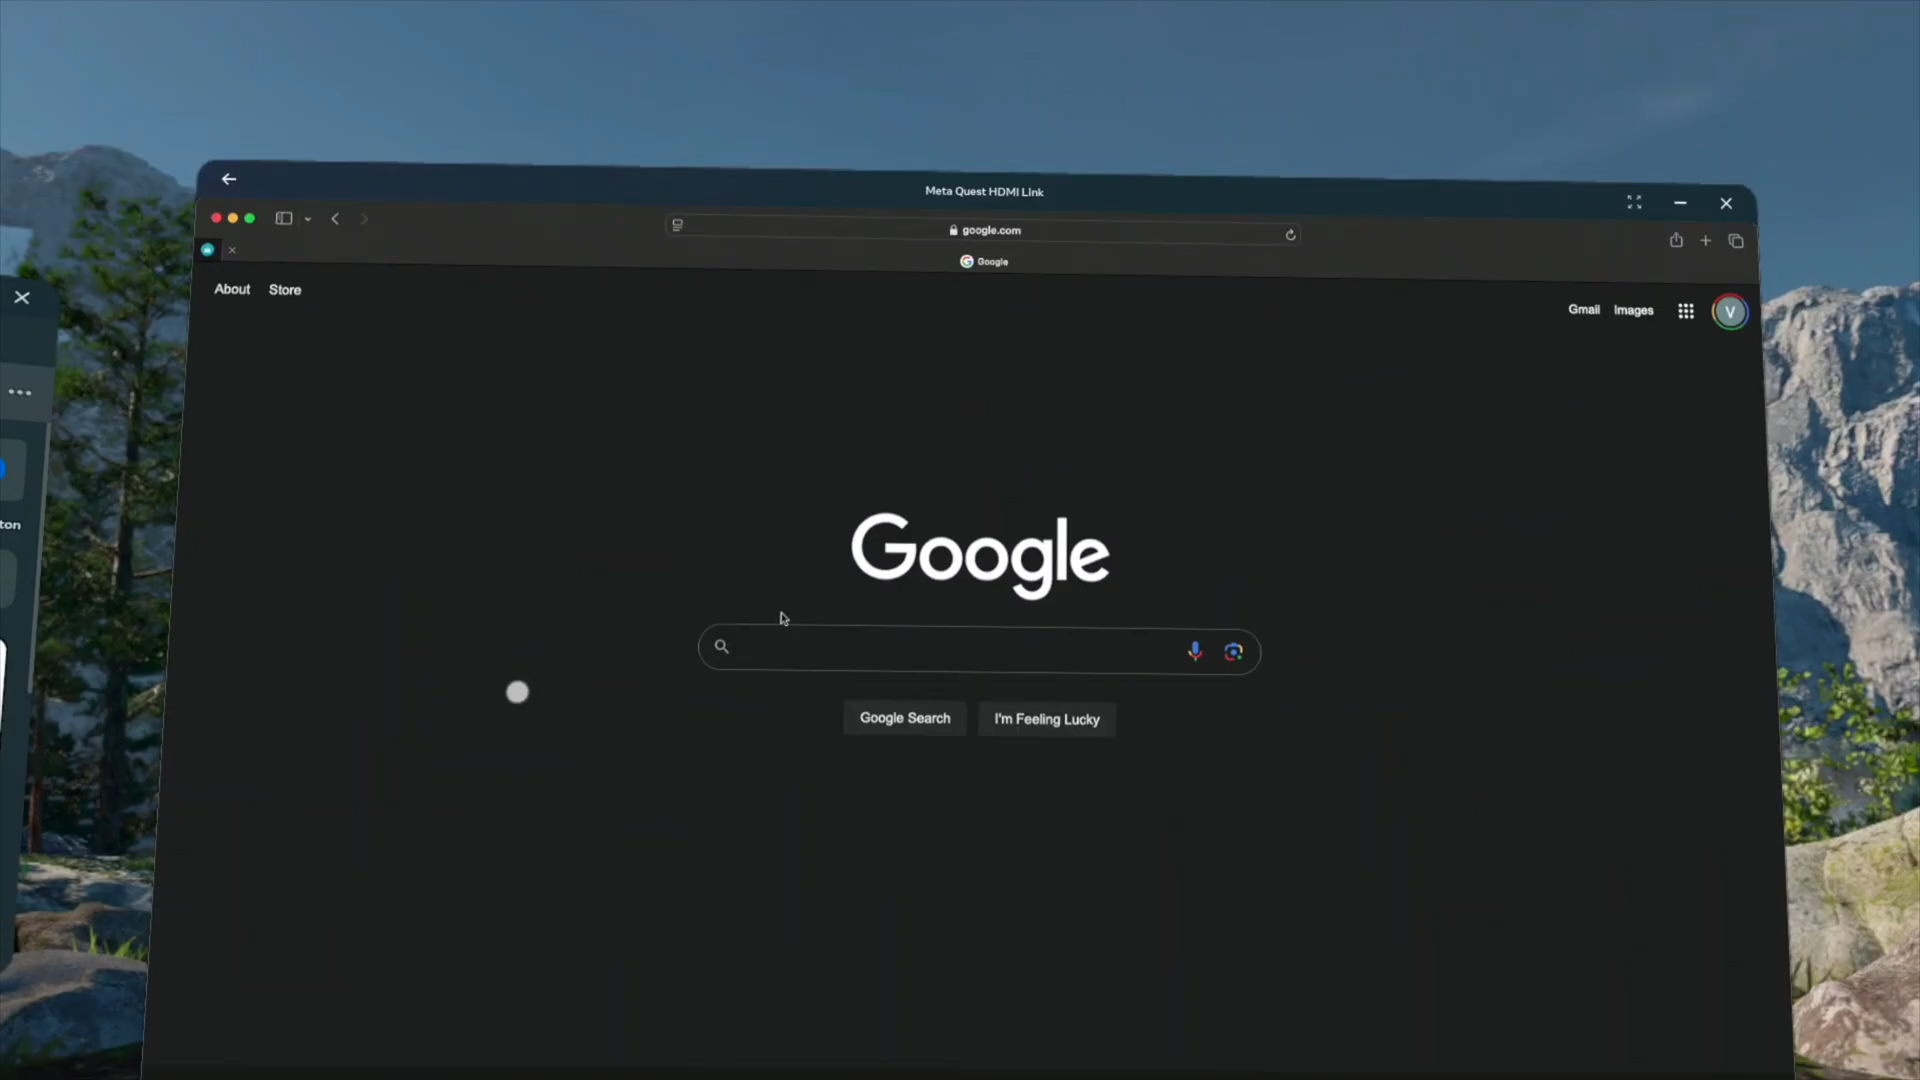 Meta Quest HDMI Link
google.com
Google
About Store
Gmail Images
V
ton
Google
Google Search I'm Feeling Lucky